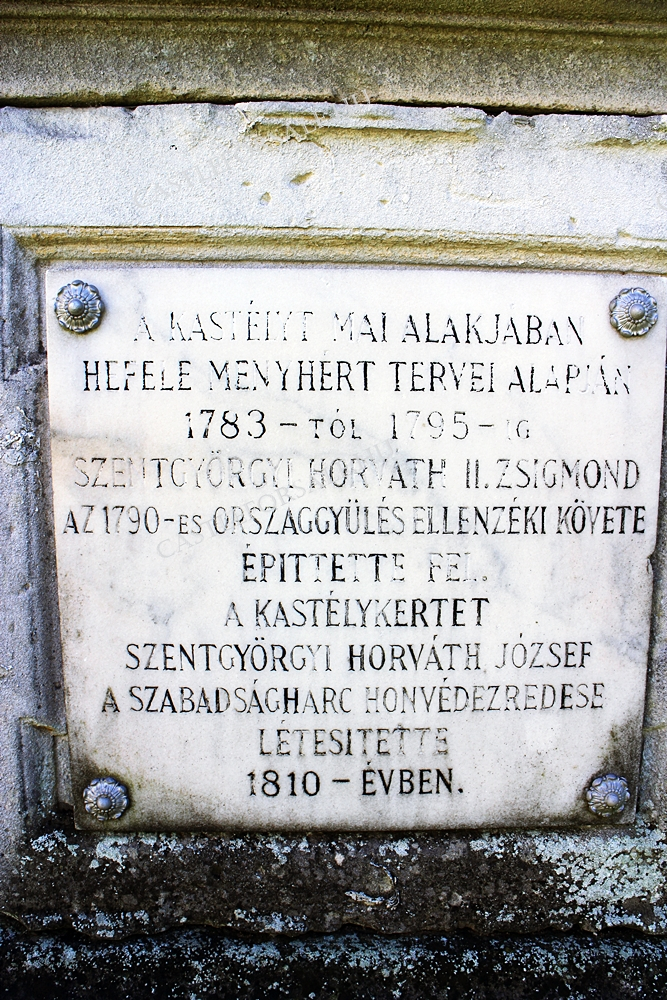 A KASTÉLYT MAI ALAKJÁBAN
HEFELE MENYHÉRT TERVEI ALAPJÁN
1783 - TÓL 1795 - IG
SZENTGYÖRGYI HORVÁTH II. ZSIGMOND
AZ 1790-ES ORSZÁGGYÜLÉS ELLENZÉKI KÖVETE
ÉPITTETTE FEL.
A KASTÉLYKERTET
SZENTGYÖRGYI HORVÁTH JÓZSEF
A SZABADSÁGHARC HONVÉDEZREDESE
LÉTESITETTE
1810 - ÉVBEN.